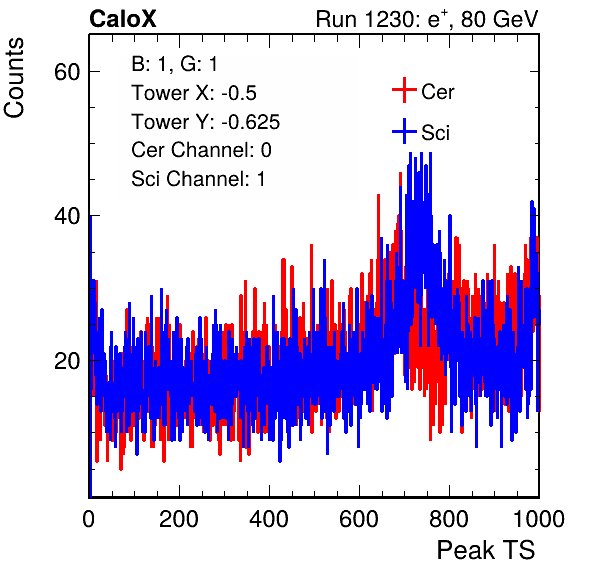 CaloX Run 1230: e⁺, 80 GeV
B: 1, G: 1
Tower X: -0.5
Tower Y: -0.625
Cer Channel: 0
Sci Channel: 1
Cer
Sci
Counts
60
40
20
0 200 400 600 800 1000
Peak TS